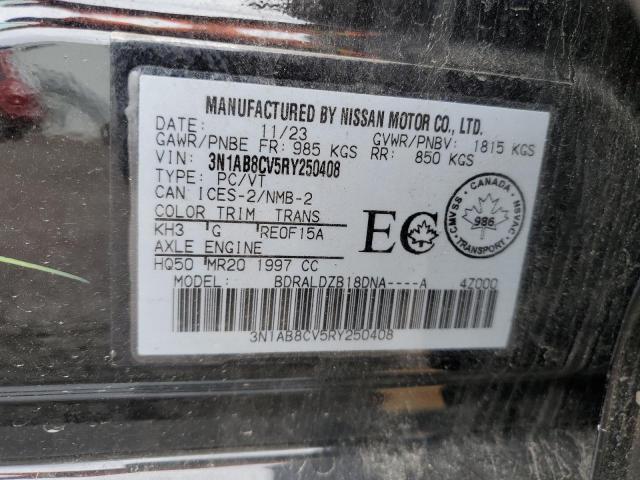 MANUFACTURED BY NISSAN MOTOR CO., LTD.
DATE: 11/23 GVWR/PNBV: 1815 KGS
GAWR/PNBE FR: 985 KGS RR: 850 KGS
VIN: 3N1AB8CV5RY250408
TYPE: PC/VT
CAN ICES-2/NMB-2
COLOR TRIM TRANS
KH3 G RE0F15A
AXLE ENGINE
HQ50 MR20 1997 CC
MODEL: BDRALDZB18DNA----A 4Z000
3N1AB8CV5RY250408
EC
CMVSS · CANADA · NSVAC
986
TRANSPORT